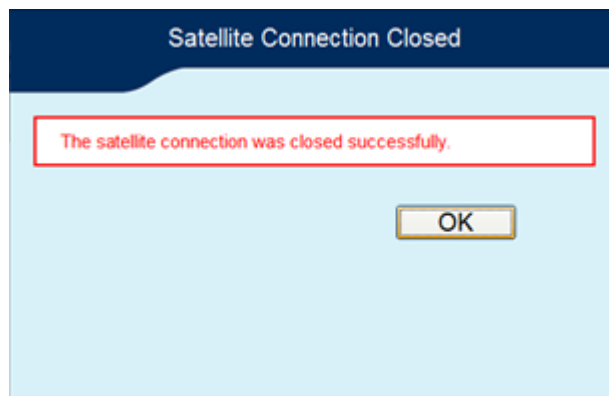 Satellite Connection Closed
The satellite connection was closed successfully.
OK